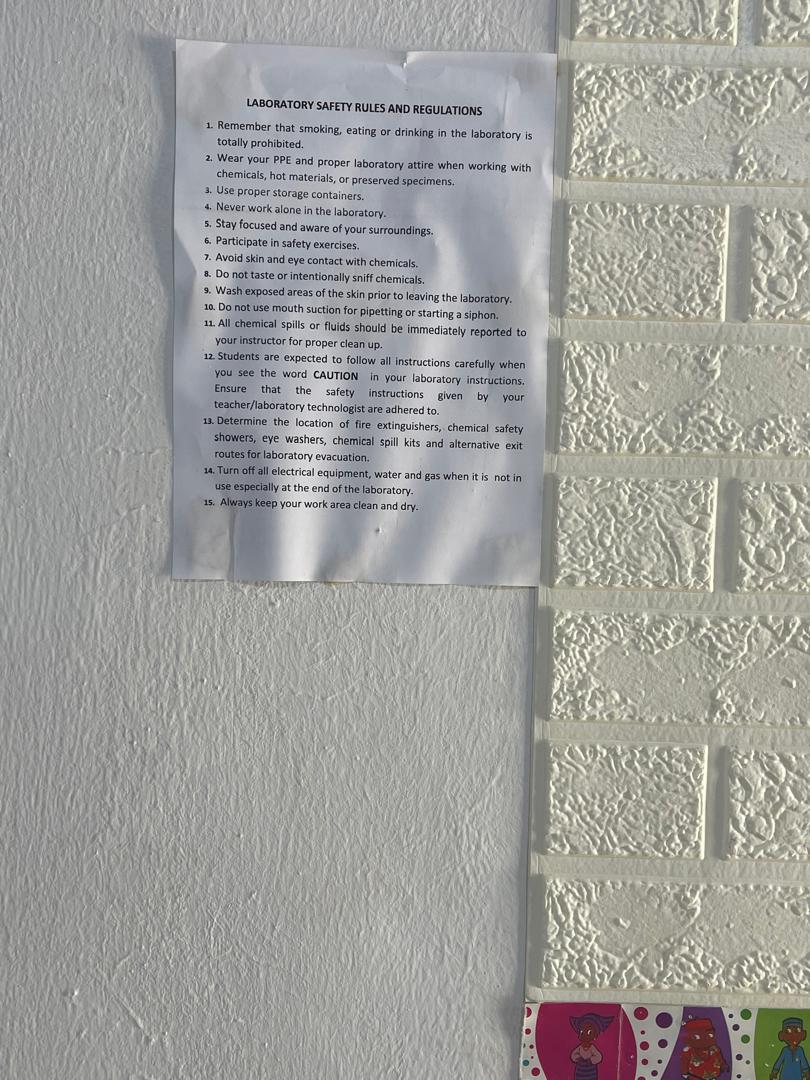 LABORATORY SAFETY RULES AND REGULATIONS
1. Remember that smoking, eating or drinking in the laboratory is
totally prohibited.
2. Wear your PPE and proper laboratory attire when working with
chemicals, hot materials, or preserved specimens.
3. Use proper storage containers.
4. Never work alone in the laboratory.
5. Stay focused and aware of your surroundings.
6. Participate in safety exercises.
7. Avoid skin and eye contact with chemicals.
8. Do not taste or intentionally sniff chemicals.
9. Wash exposed areas of the skin prior to leaving the laboratory.
10. Do not use mouth suction for pipetting or starting a siphon.
11. All chemical spills or fluids should be immediately reported to
your instructor for proper clean up.
12. Students are expected to follow all instructions carefully when
you see the word CAUTION in your laboratory instructions.
Ensure that the safety instructions given by your
teacher/laboratory technologist are adhered to.
13. Determine the location of fire extinguishers, chemical safety
showers, eye washers, chemical spill kits and alternative exit
routes for laboratory evacuation.
14. Turn off all electrical equipment, water and gas when it is not in
use especially at the end of the laboratory.
15. Always keep your work area clean and dry.